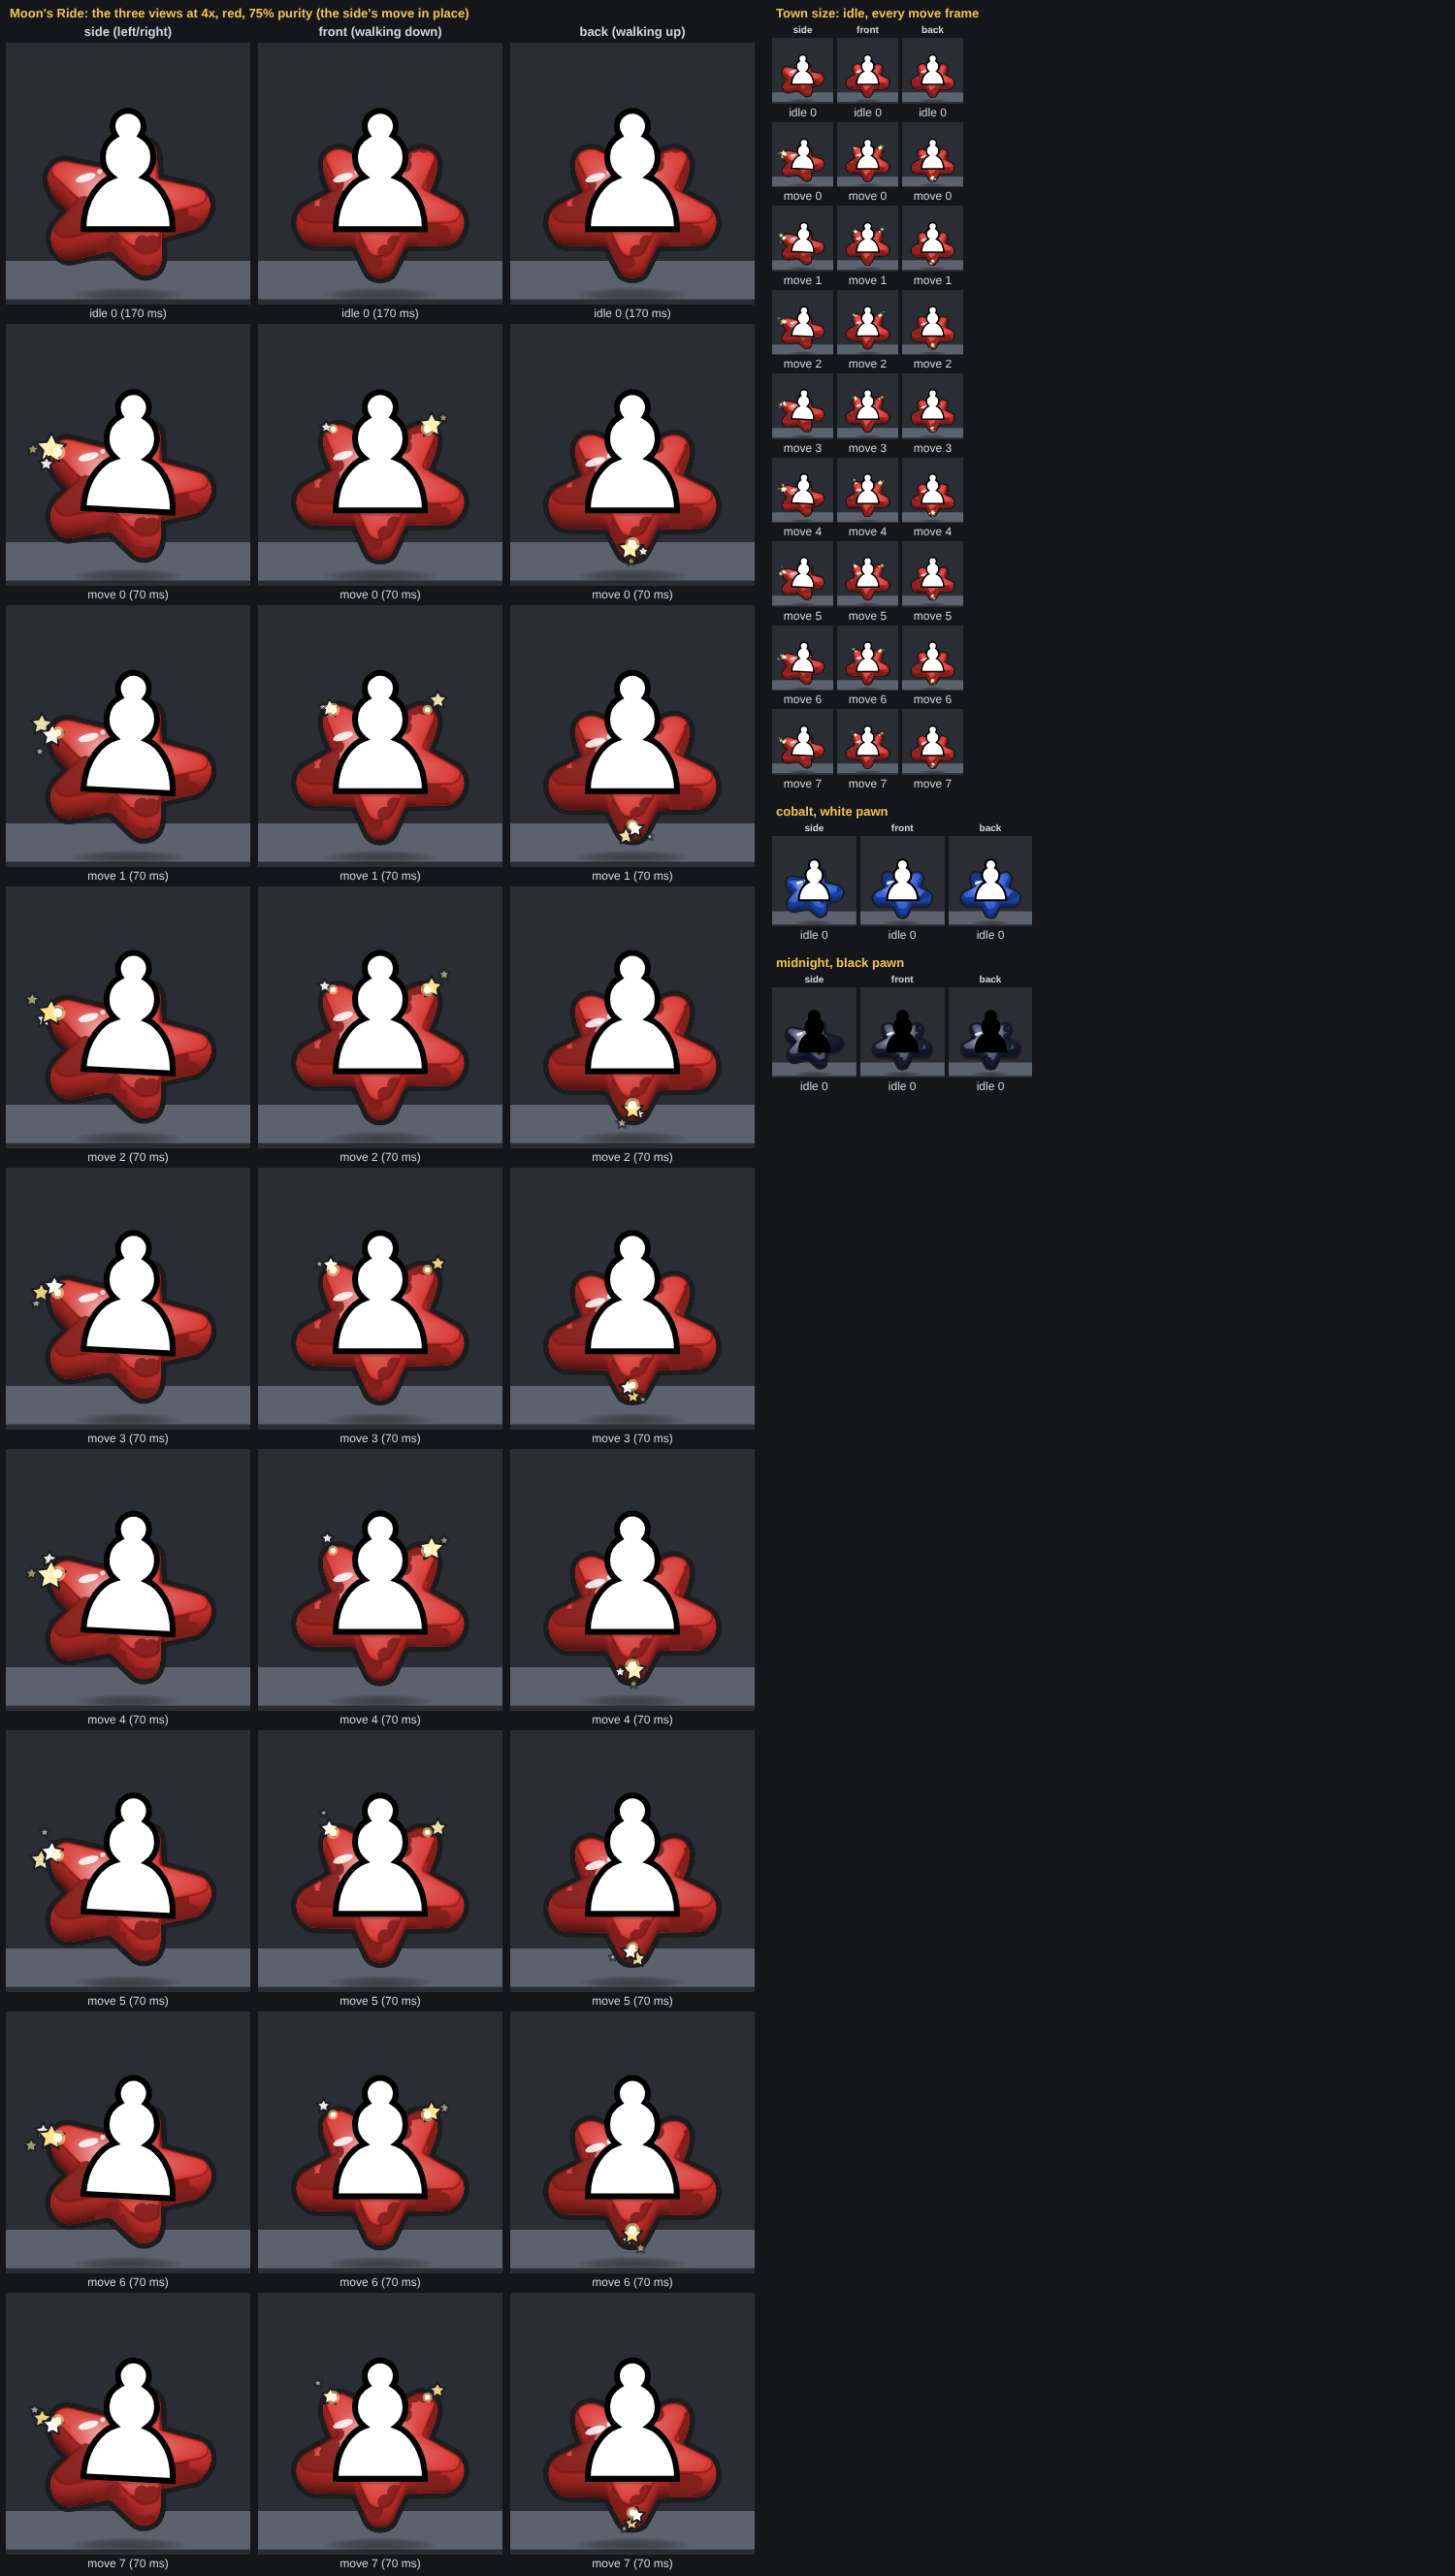 Moon's Ride: the three views at 4x, red, 75% purity (the side's move in place)
side (left/right) front (walking down) back (walking up)
idle 0 (170 ms) idle 0 (170 ms) idle 0 (170 ms)
move 0 (70 ms) move 0 (70 ms) move 0 (70 ms)
move 1 (70 ms) move 1 (70 ms) move 1 (70 ms)
move 2 (70 ms) move 2 (70 ms) move 2 (70 ms)
move 3 (70 ms) move 3 (70 ms) move 3 (70 ms)
move 4 (70 ms) move 4 (70 ms) move 4 (70 ms)
move 5 (70 ms) move 5 (70 ms) move 5 (70 ms)
move 6 (70 ms) move 6 (70 ms) move 6 (70 ms)
move 7 (70 ms) move 7 (70 ms) move 7 (70 ms)
Town size: idle, every move frame
side front back
idle 0 idle 0 idle 0
move 0 move 0 move 0
move 1 move 1 move 1
move 2 move 2 move 2
move 3 move 3 move 3
move 4 move 4 move 4
move 5 move 5 move 5
move 6 move 6 move 6
move 7 move 7 move 7
cobalt, white pawn
side front back
idle 0 idle 0 idle 0
midnight, black pawn
side front back
idle 0 idle 0 idle 0